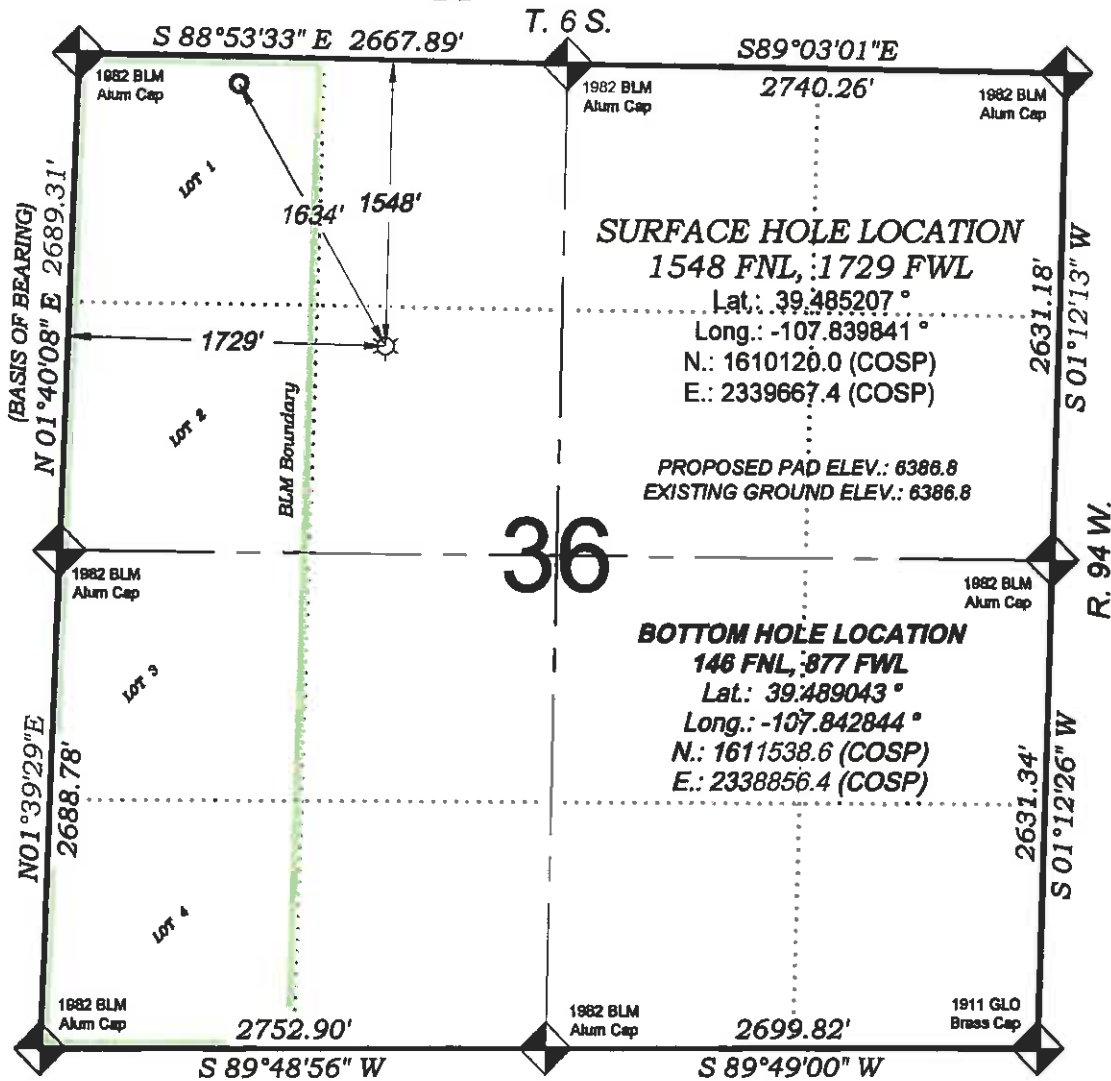 T. 6 S.
S 88°53'33" E 2667.89'
S89°03'01"E
2740.26'
1982 BLM
Alum Cap
1982 BLM
Alum Cap
1982 BLM
Alum Cap
LOT 1
1634'
1548'
(BASIS OF BEARING)
N 01°40'08" E 2689.31'
SURFACE HOLE LOCATION
1548 FNL, 1729 FWL
Lat.: 39.485207 °
Long.: -107.839841 °
N.: 1610120.0 (COSP)
E.: 2339667.4 (COSP)
2631.18'
S 01°12'13" W
1729'
LOT 2
BLM Boundary
PROPOSED PAD ELEV.: 6386.8
EXISTING GROUND ELEV.: 6386.8
36
R. 94 W.
1982 BLM
Alum Cap
1982 BLM
Alum Cap
BOTTOM HOLE LOCATION
146 FNL, 877 FWL
Lat.: 39.489043 °
Long.: -107.842844 °
N.: 1611538.6 (COSP)
E.: 2338856.4 (COSP)
LOT 3
N01°39'29"E
2688.78'
2631.34'
S 01°12'26" W
LOT 4
1982 BLM
Alum Cap
1982 BLM
Alum Cap
1911 GLO
Brass Cap
2752.90'
2699.82'
S 89°48'56" W
S 89°49'00" W